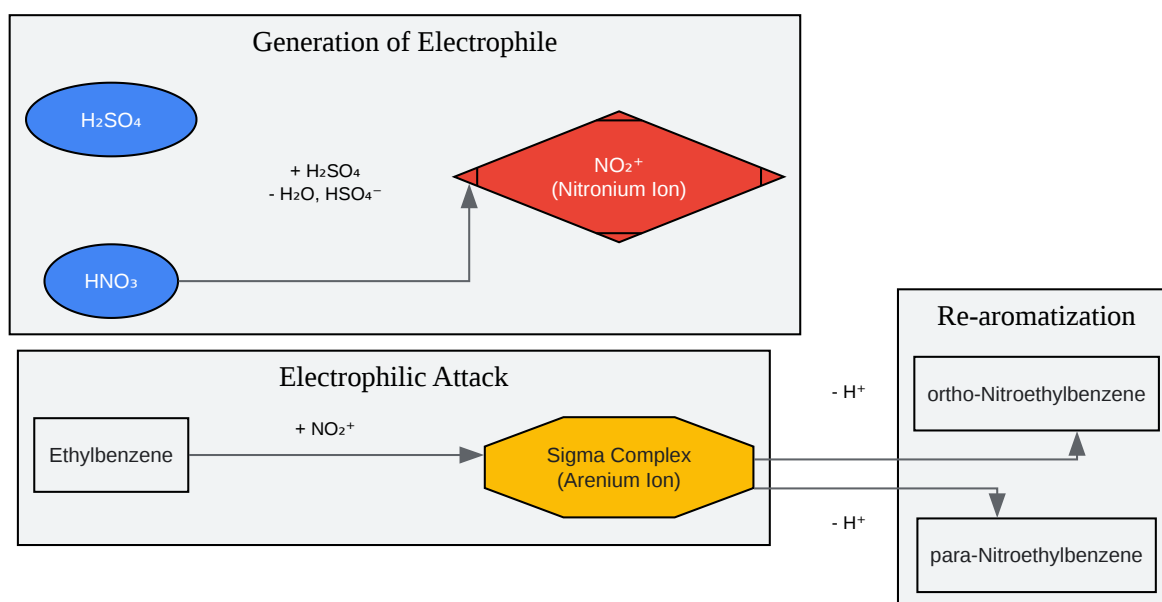 Generation of Electrophile
H₂SO₄
+ H₂SO₄
- H₂O, HSO₄⁻
NO₂⁺
(Nitronium Ion)
HNO₃
Electrophilic Attack
Ethylbenzene
+ NO₂⁺
Sigma Complex
(Arenium Ion)
- H⁺
- H⁺
Re-aromatization
ortho-Nitroethylbenzene
para-Nitroethylbenzene